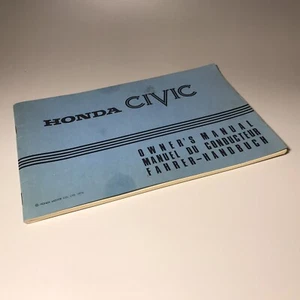 HONDA CIVIC
OWNER'S MANUAL
MANUEL DU CONDUCTEUR
FAHRER-HANDBUCH